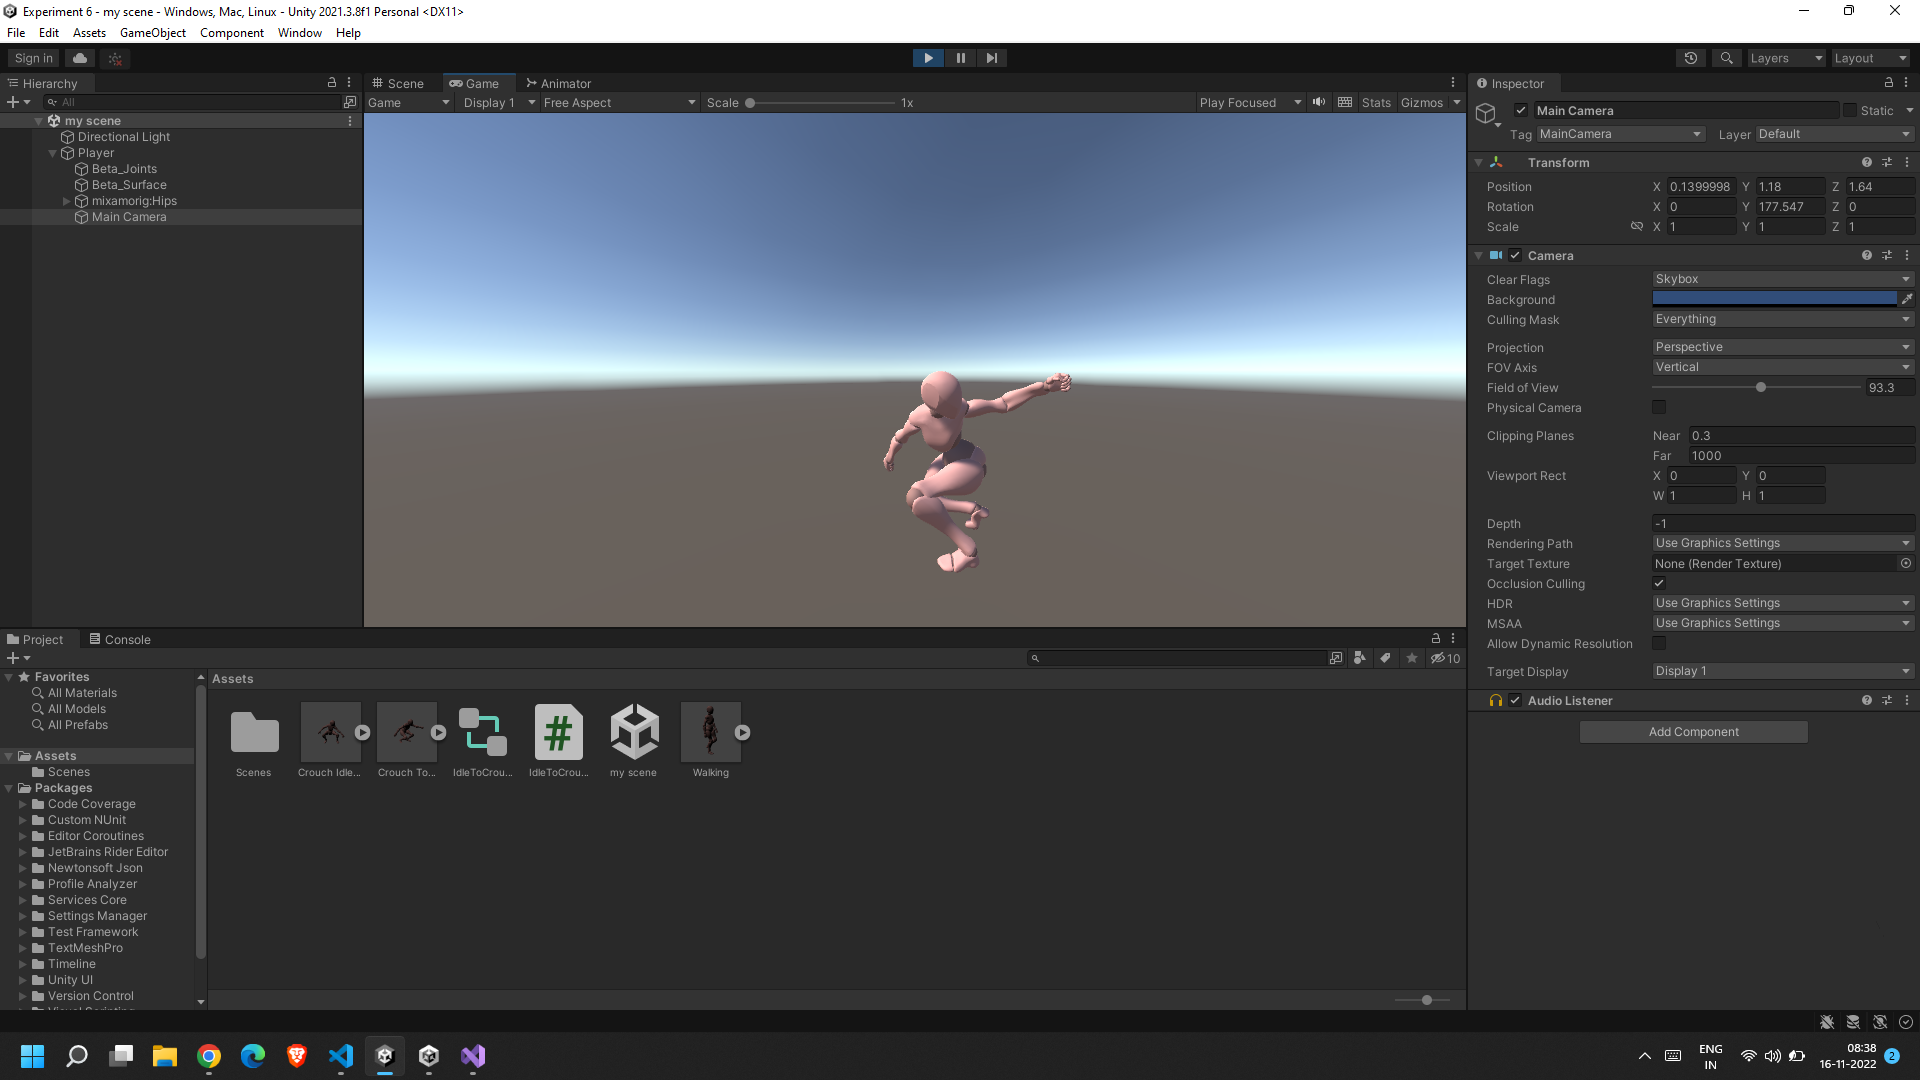 Experiment 6 - my scene - Windows, Mac, Linux - Unity 2021.3.8f1 Personal <DX11>
File Edit Assets GameObject Component Window Help
Sign in
Layers
Layout
Hierarchy
All
my scene
Directional Light
Player
Beta_Joints
Beta_Surface
mixamorig:Hips
Main Camera
Scene Game Animator
Game Display 1 Free Aspect Scale 1x Play Focused Stats Gizmos
Inspector
Main Camera Static
Tag MainCamera Layer Default
Transform
Position X 0.1399998 Y 1.18 Z 1.64
Rotation X 0 Y 177.547 Z 0
Scale X 1 Y 1 Z 1
Camera
Clear Flags Skybox
Background
Culling Mask Everything
Projection Perspective
FOV Axis Vertical
Field of View 93.3
Physical Camera
Clipping Planes Near 0.3
Far 1000
Viewport Rect X 0 Y 0
W 1 H 1
Depth -1
Rendering Path Use Graphics Settings
Target Texture None (Render Texture)
Occlusion Culling
HDR Use Graphics Settings
MSAA Use Graphics Settings
Allow Dynamic Resolution
Target Display Display 1
Audio Listener
Add Component
Project Console
10
Favorites
All Materials
All Models
All Prefabs
Assets
Scenes
Packages
Code Coverage
Custom NUnit
Editor Coroutines
JetBrains Rider Editor
Newtonsoft Json
Profile Analyzer
Services Core
Settings Manager
Test Framework
TextMeshPro
Timeline
Unity UI
Version Control
Assets
Scenes Crouch Idle... Crouch To... IdleToCrou... IdleToCrou... my scene Walking
ENG
IN
08:38
16-11-2022
2